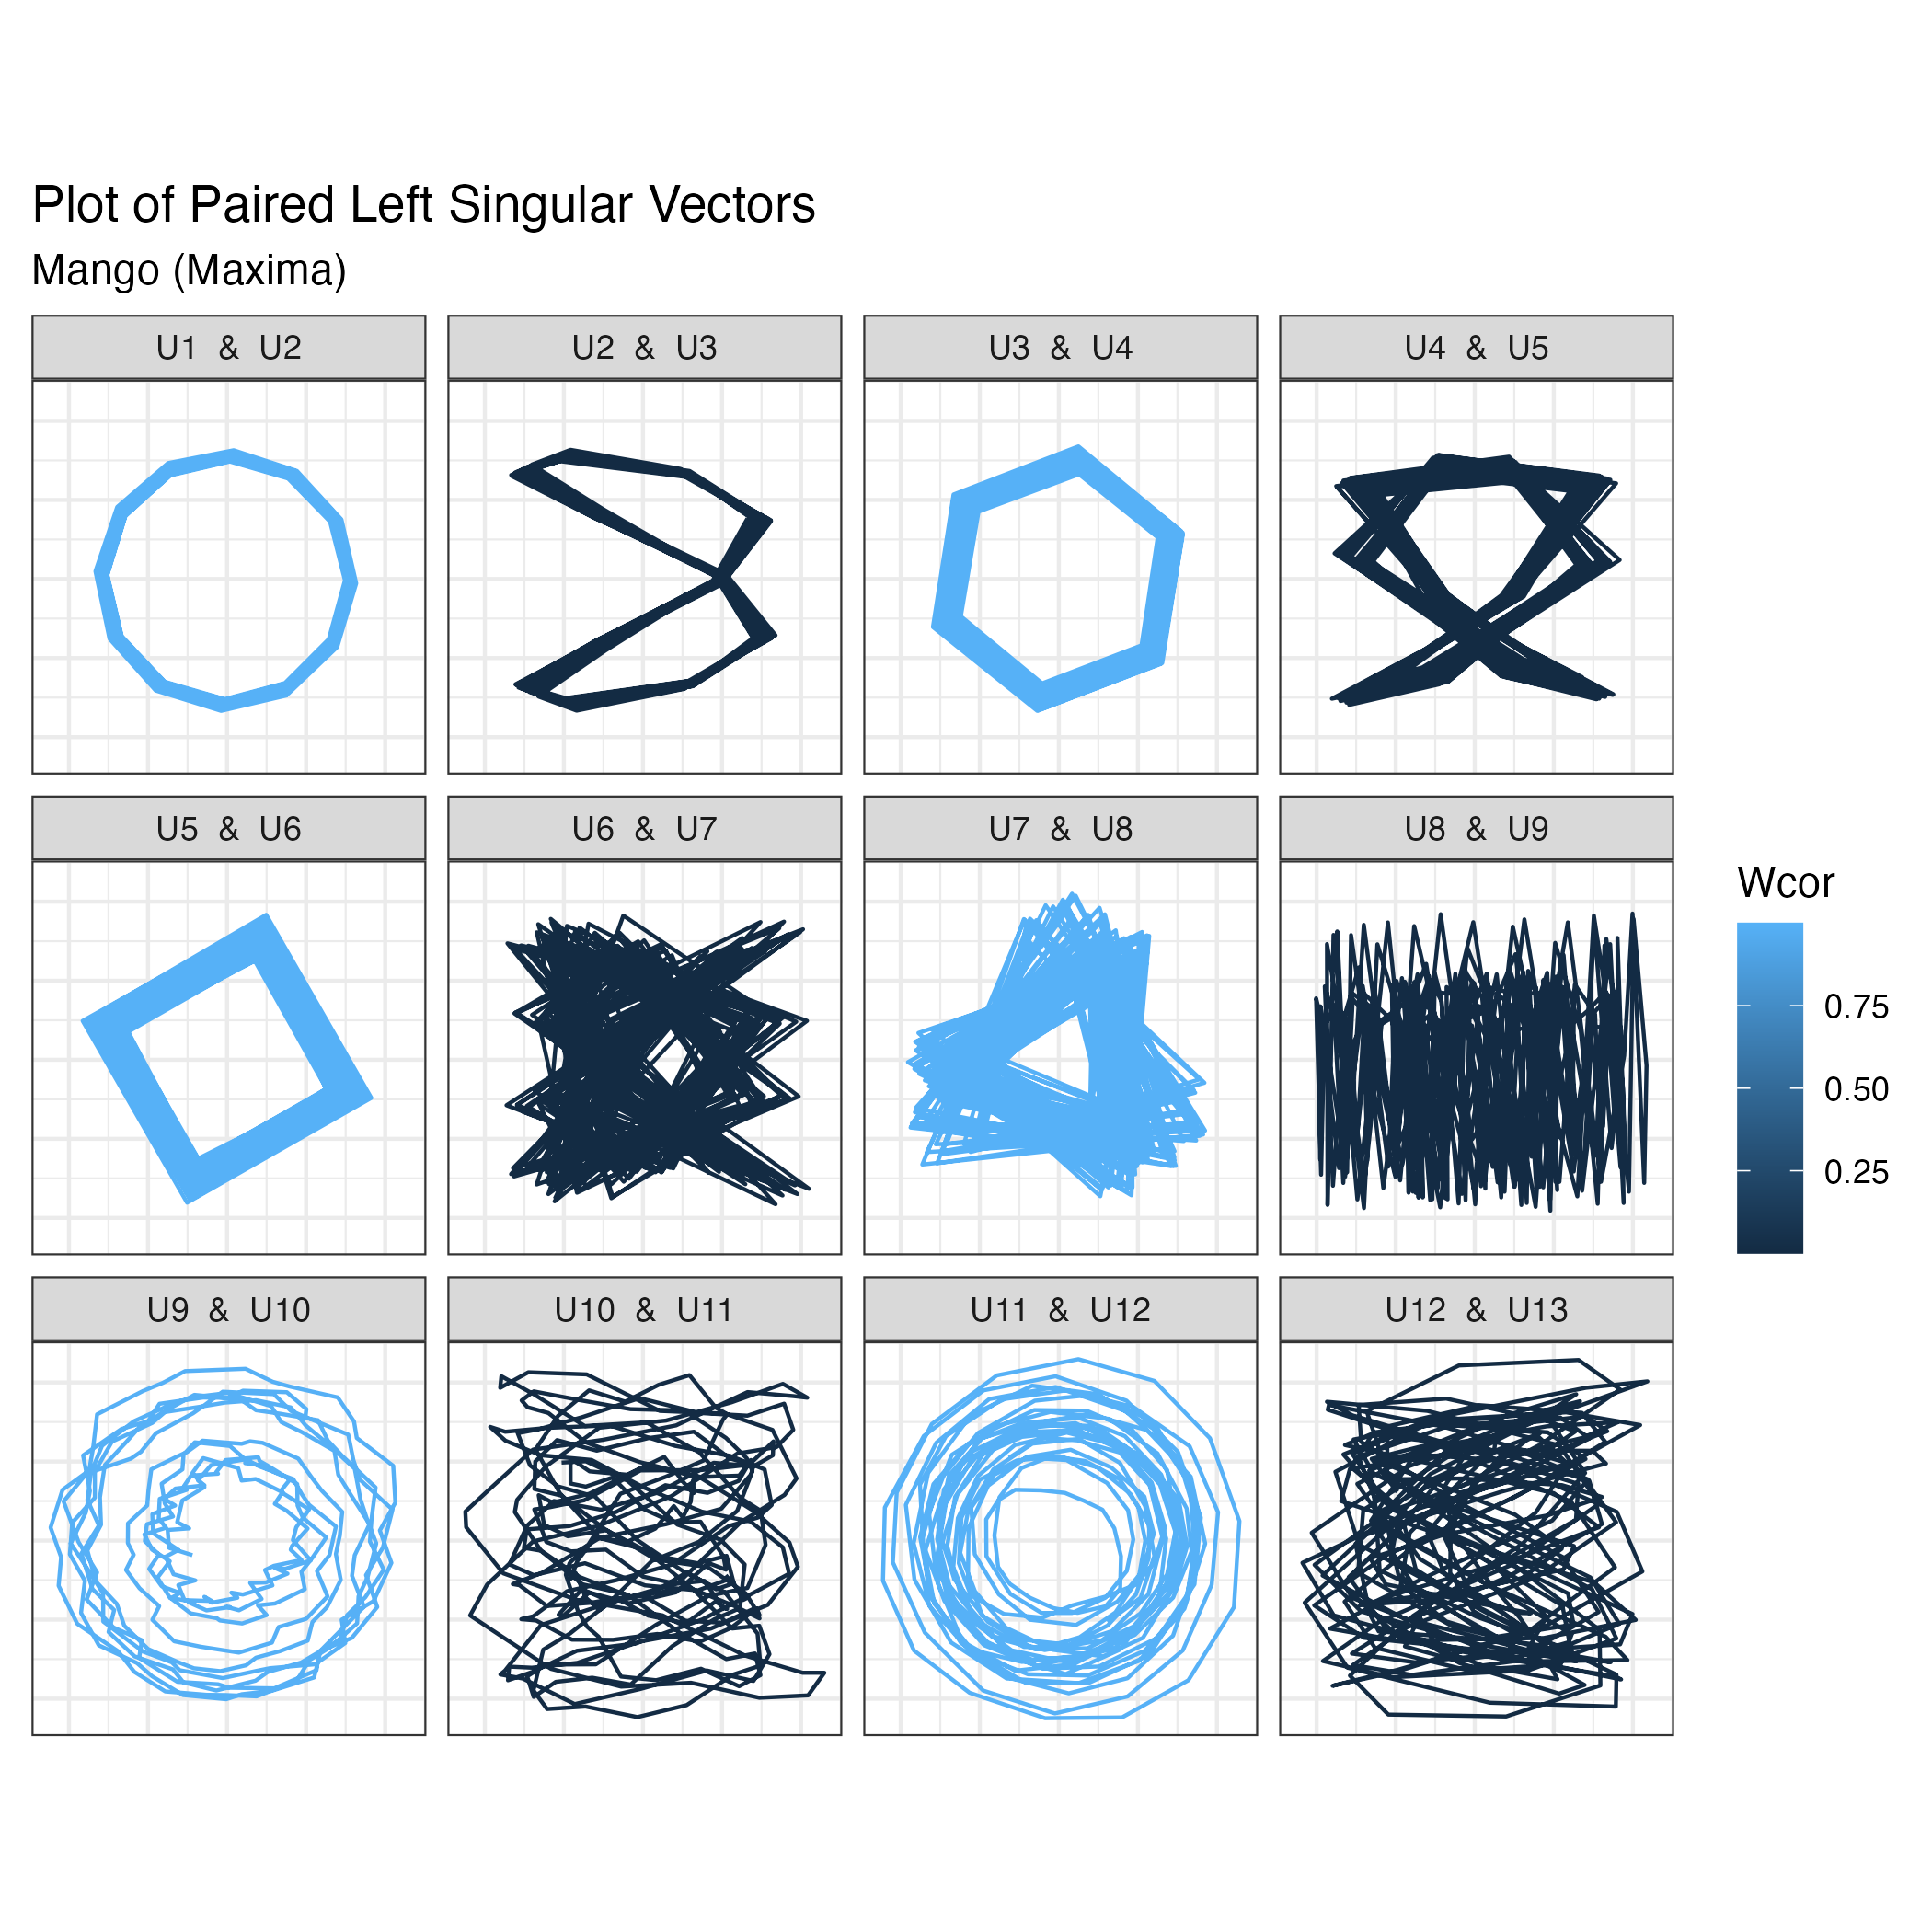 Plot of Paired Left Singular Vectors
Mango (Maxima)
U1 & U2
U2 & U3
U3 & U4
U4 & U5
U5 & U6
U6 & U7
U7 & U8
U8 & U9
U9 & U10
U10 & U11
U11 & U12
U12 & U13
Wcor
0.75
0.50
0.25